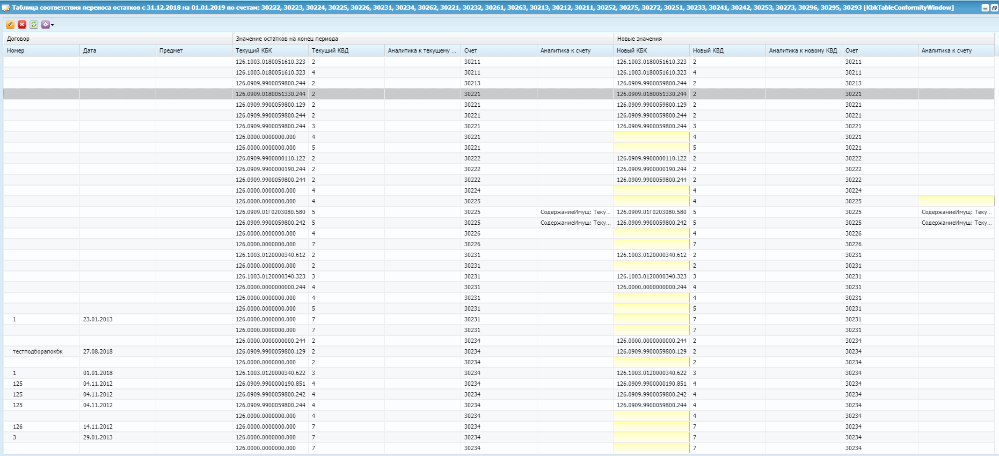 Таблица соответствия переноса остатков с 31.12.2018 на 01.01.2019 по счетам: 30222, 30223, 30224, 30225, 30226, 30231, 30234, 30262, 30221, 30232, 30261, 30263, 30213, 30212, 30211, 30252, 30275, 30272, 30251, 30233, 30241, 30242, 30253, 30273, 30296, 30295, 30293 [KbkTableConformityWindow]
Договор Значение остатков на конец периода Новые значения
Номер Дата Предмет Текущий КБК Текущий КВД Аналитика к текущему ... Счет Аналитика к счету Новый КБК Новый КВД Аналитика к новому КВД Счет Аналитика к счету
126.1003.0180051610.323 2 30211 126.1003.0180051610.323 2 30211
126.1003.0180051610.323 4 30211 126.1003.0180051610.323 4 30211
126.0909.9900059800.244 2 30213 126.0909.9900059800.244 2 30213
126.0909.0180051330.244 2 30221 126.0909.0180051330.244 2 30221
126.0909.9900059800.129 2 30221 126.0909.9900059800.129 2 30221
126.0909.9900059800.244 2 30221 126.0909.9900059800.244 2 30221
126.0909.9900059800.244 3 30221 126.0909.9900059800.244 3 30221
126.0000.0000000.000 4 30221 4 30221
126.0000.0000000.000 5 30221 5 30221
126.0909.9900000110.122 2 30222 126.0909.9900000110.122 2 30222
126.0909.9900000190.244 2 30222 126.0909.9900000190.244 2 30222
126.0909.9900059800.244 2 30222 126.0909.9900059800.244 2 30222
126.0000.0000000.000 4 30224 4 30224
126.0000.0000000.000 4 30225 4 30225
126.0909.01Г0203080.580 5 30225 СодержаниеИмущ: Теку... 126.0909.01Г0203080.580 5 30225 СодержаниеИмущ: Теку...
126.0909.9900059800.242 5 30225 СодержаниеИмущ: Теку... 126.0909.9900059800.242 5 30225 СодержаниеИмущ: Теку...
126.0000.0000000.000 4 30226 4 30226
126.0000.0000000.000 7 30226 7 30226
126.1003.0120000340.612 2 30231 126.1003.0120000340.612 2 30231
126.0000.0000000.000 2 30231 2 30231
126.1003.0120000340.323 3 30231 126.1003.0120000340.323 3 30231
126.0000.0000000000.244 4 30231 126.0000.0000000000.244 4 30231
126.0000.0000000.000 4 30231 4 30231
126.0000.0000000.000 5 30231 5 30231
1 23.01.2013 126.0000.0000000.000 7 30231 7 30231
126.0000.0000000.000 7 30231 7 30231
126.0000.0000000000.244 2 30234 126.0000.0000000000.244 2 30234
тестподборапокбк 27.08.2018 126.0909.9900059800.129 2 30234 126.0909.9900059800.129 2 30234
126.0000.0000000.000 2 30234 2 30234
1 01.01.2018 126.1003.0120000340.622 3 30234 126.1003.0120000340.622 3 30234
125 04.11.2012 126.0909.9900000190.851 4 30234 126.0909.9900000190.851 4 30234
125 04.11.2012 126.0909.9900059800.242 4 30234 126.0909.9900059800.242 4 30234
125 04.11.2012 126.0909.9900059800.244 4 30234 126.0909.9900059800.244 4 30234
126.0000.0000000.000 4 30234 4 30234
126 14.11.2012 126.0000.0000000.000 7 30234 7 30234
3 29.01.2013 126.0000.0000000.000 7 30234 7 30234
126.0000.0000000.000 7 30234 7 30234